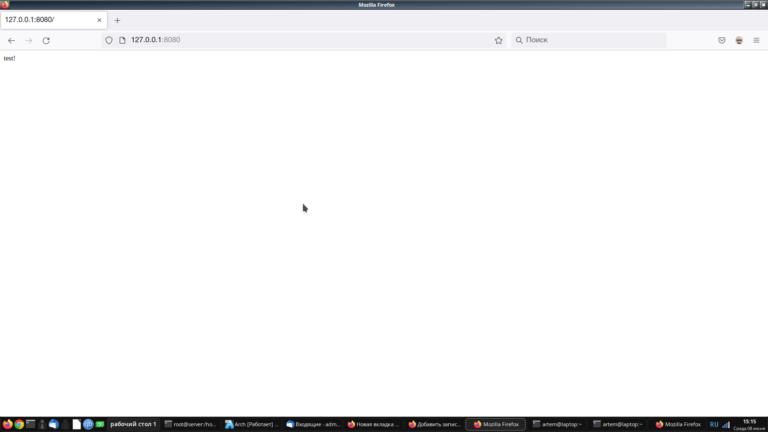 Mozilla Firefox
127.0.0.1:8080/
127.0.0.1:8080
Поиск
test!
рабочий стол 1
root@server:/ho...
Arch [Работает] ...
Входящие - adm...
Новая вкладка ...
Добавить запис...
Mozilla Firefox
artem@laptop:~
artem@laptop:~
Mozilla Firefox
RU
15:15
Среда 08 июня